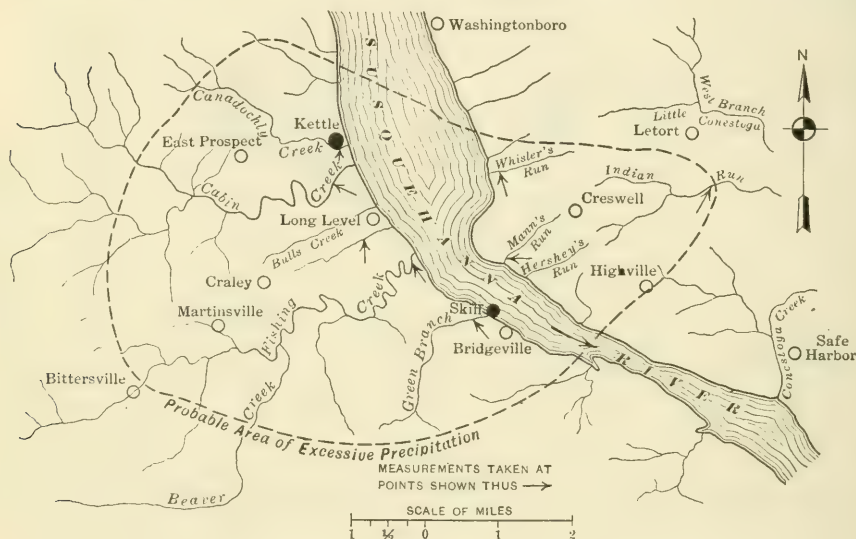 Washingtonboro
N
West Branch
Little
Conestoga
Letort
Canadochly
Creek
Kettle
East Prospect
SUSQUEHANNA
RIVER
Whisler's
Run
Indian
Run
Cabin
Creek
Creswell
Long Level
Mann's
Run
Bulls Creek
Hershey's
Run
Craley
Highville
Martinsville
Fishing
Creek
Skiff
Conestoga Creek
Safe
Harbor
Green Branch
Bridgeville
Bittersville
Creek
Probable Area of Excessive Precipitation
MEASUREMENTS TAKEN AT
POINTS SHOWN THUS →
Beaver
SCALE OF MILES
1 ½ 0 1 2